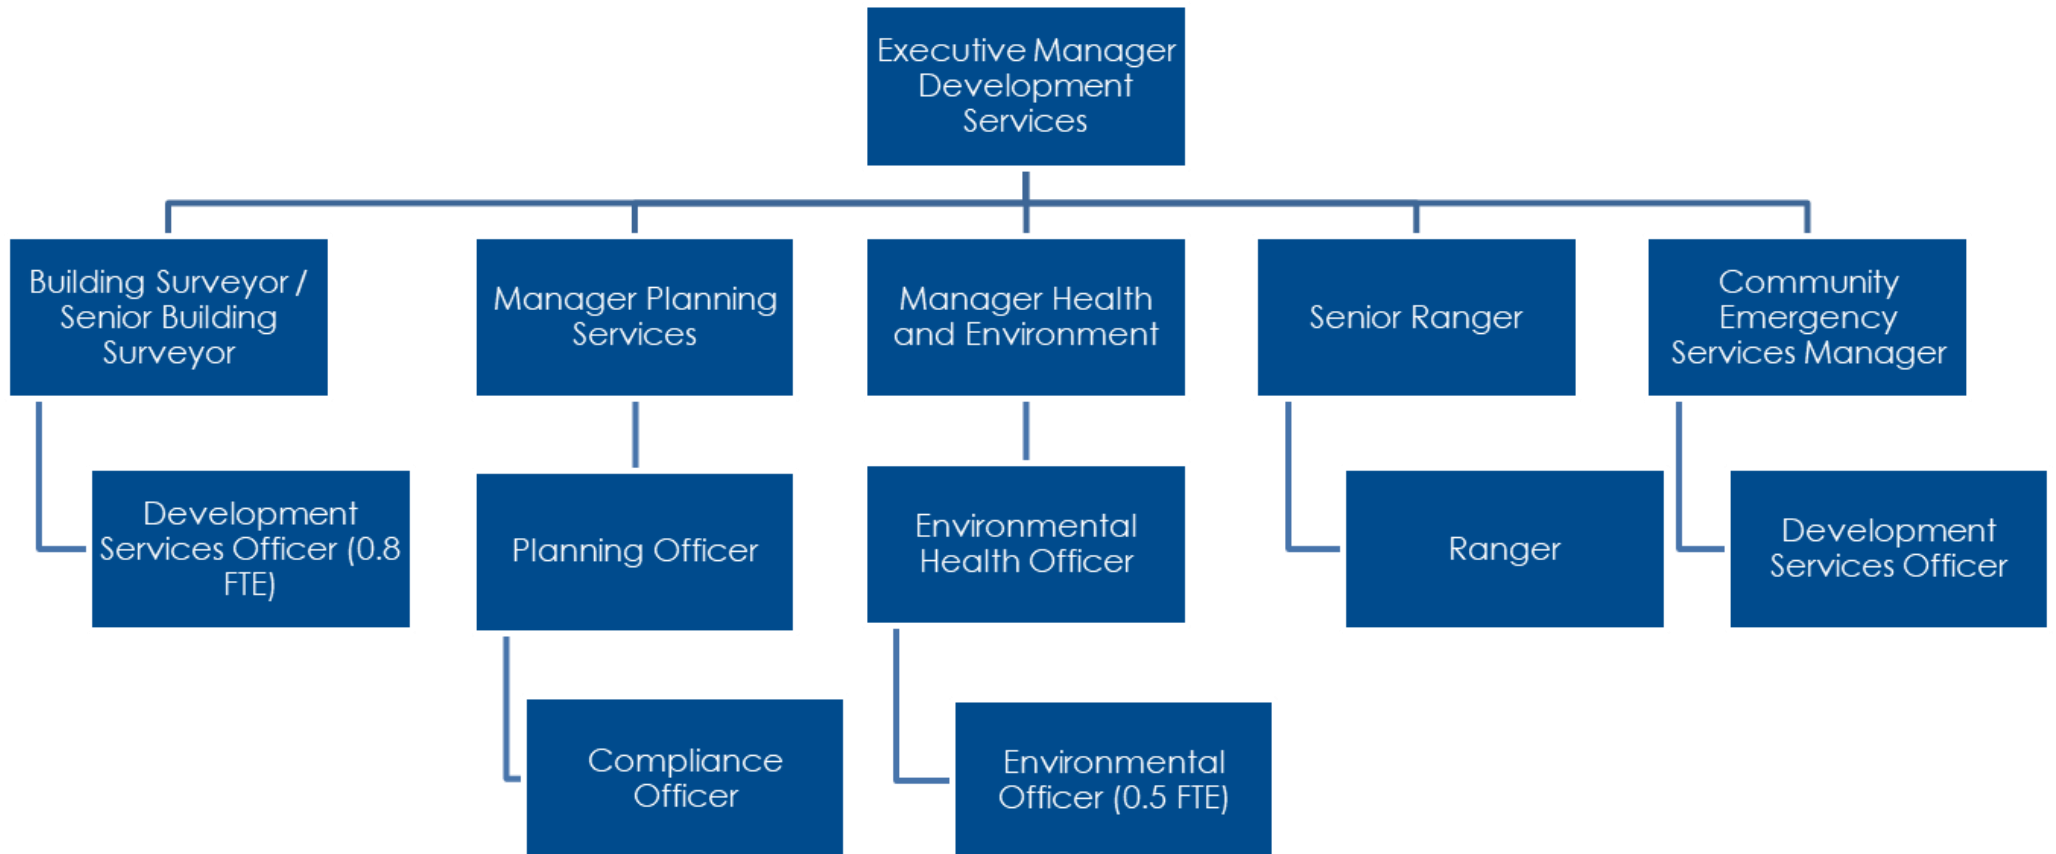 Executive Manager
Development
Services
Building Surveyor /
Senior Building
Surveyor
Manager Planning
Services
Manager Health
and Environment
Senior Ranger
Community
Emergency
Services Manager
Development
Services Officer (0.8
FTE)
Planning Officer
Environmental
Health Officer
Ranger
Development
Services Officer
Compliance
Officer
Environmental
Officer (0.5 FTE)